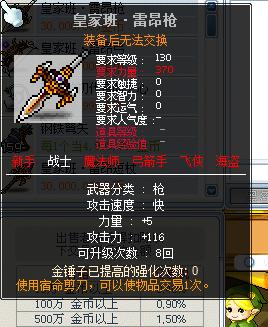 皇家班·雷昂枪
装备后无法交换
要求等级: 130
要求力量: 370
要求敏捷: 0
要求智力: 0
要求运气: 0
要求人气度: -
道具等级: -
道具经验值: -
新手 战士 魔法师 弓箭手 飞侠 海盗
武器分类 : 枪
攻击速度 : 快
力量 : +5
攻击力 : +116
可升级次数 : 8回
金锤子已提高的强化次数: 0
使用宿命剪刀，可以使物品交易1次。
100万 金币以上 0,90%
500万 金币以上 1,50%